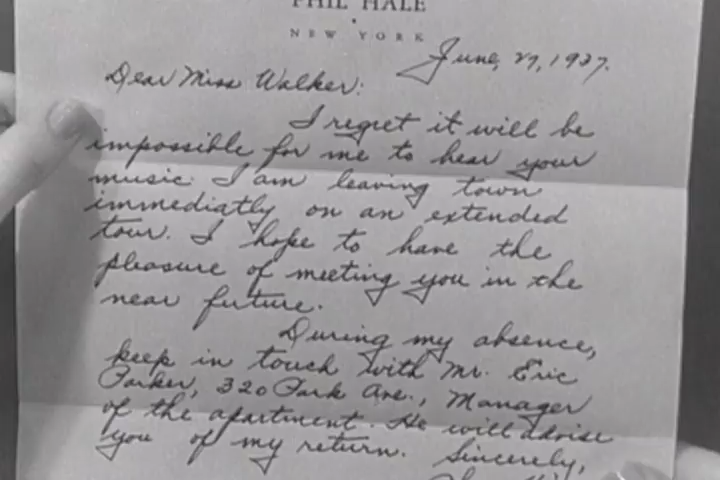 PHIL HALE
NEW YORK
June, 27, 1937.
Dear Miss Walker:
I regret it will be
impossible for me to hear your
music. I am leaving town
immediatly on an extended
tour. I hope to have the
pleasure of meeting you in the
near future.
During my absence,
keep in touch with Mr. Eric
Parker, 320 Park Ave., Manager
of the apartment. He will advise
you of my return. Sincerely,